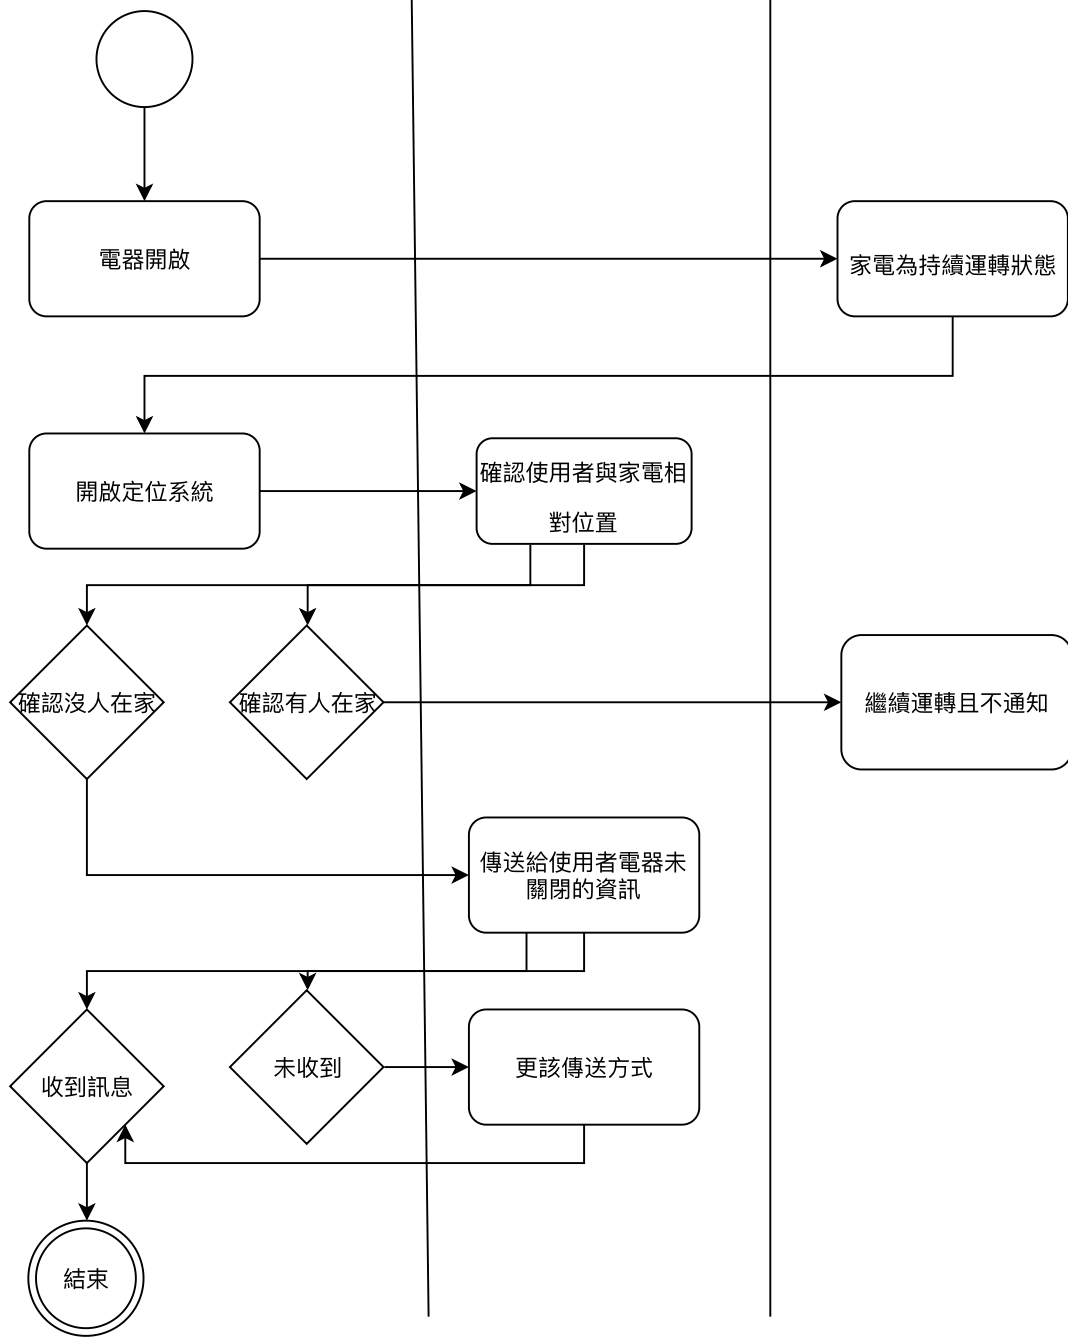 電器開啟
家電為持續運轉狀態
開啟定位系統
確認使用者與家電相
對位置
確認沒人在家
確認有人在家
繼續運轉且不通知
傳送給使用者電器未
關閉的資訊
收到訊息
未收到
更該傳送方式
結束